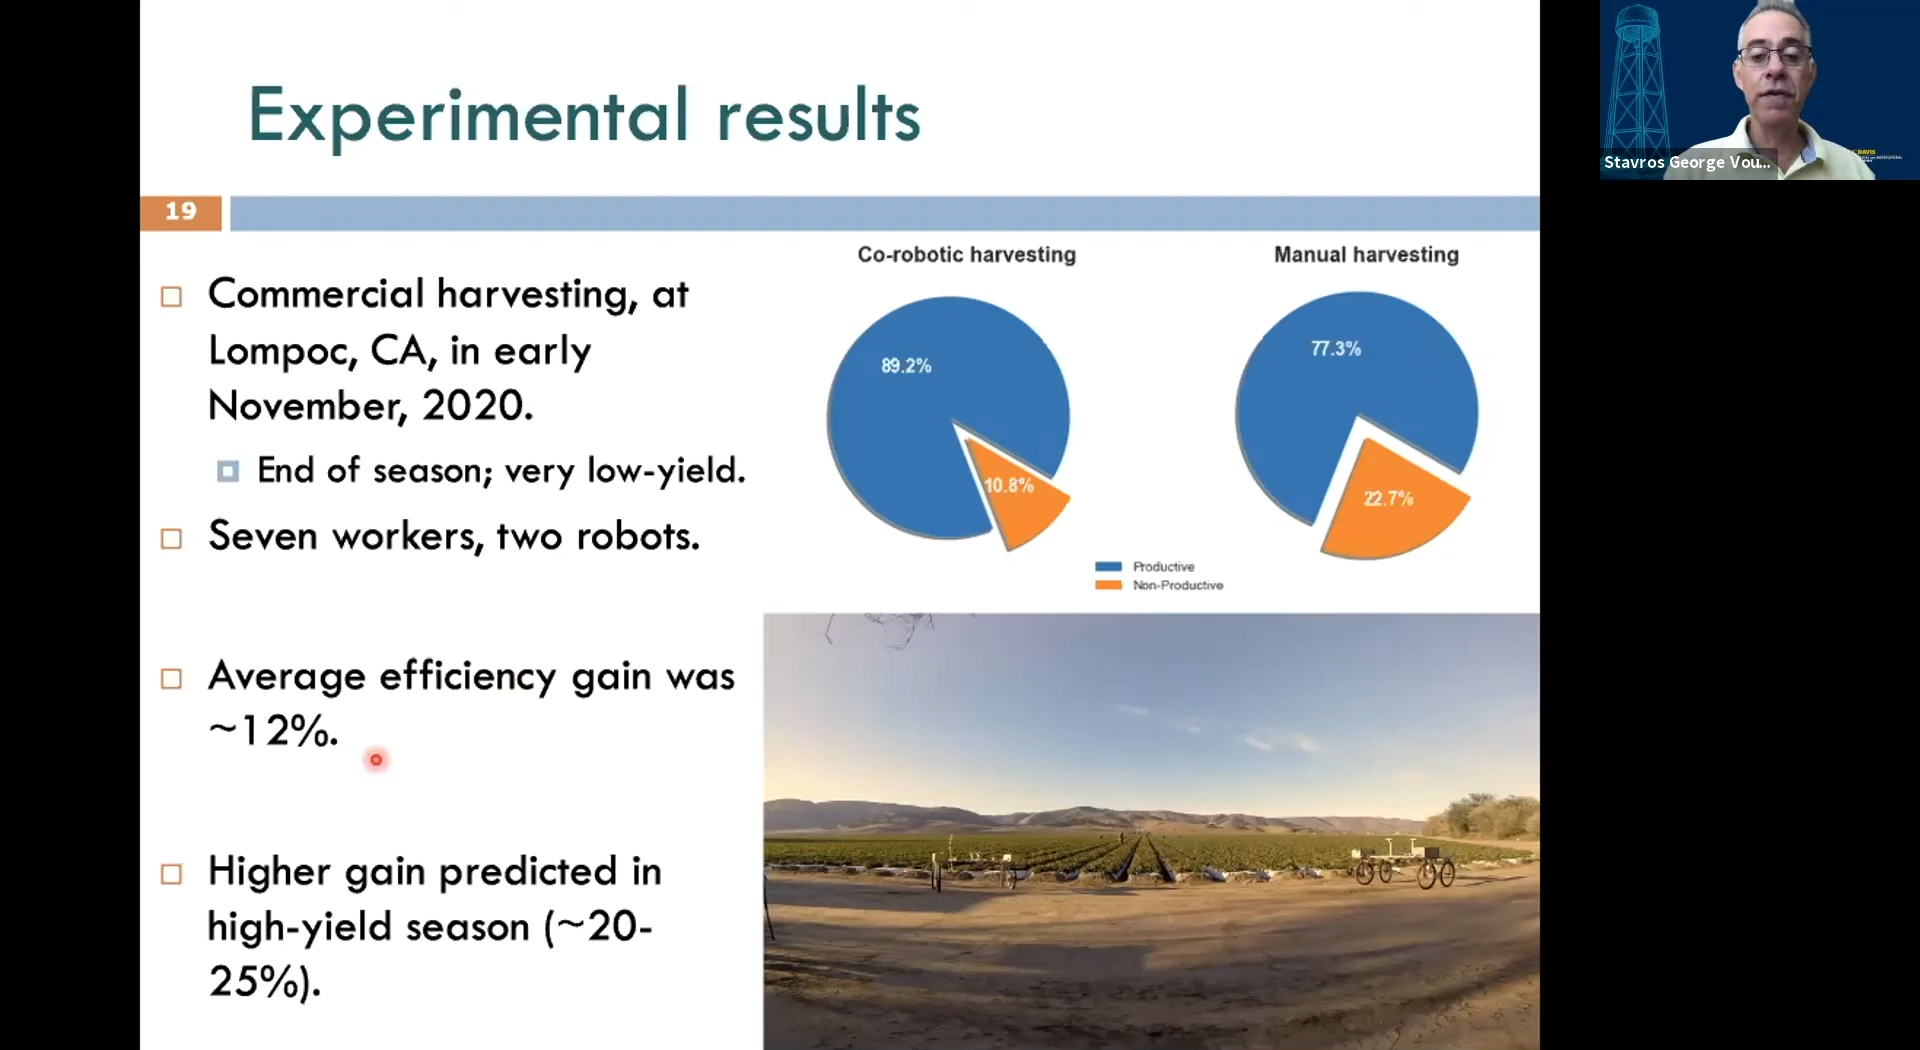 Experimental results
19
Commercial harvesting, at
Lompoc, CA, in early
November, 2020.
End of season; very low-yield.
Seven workers, two robots.
Average efficiency gain was
~12%.
Higher gain predicted in
high-yield season (~20-
25%).
Co-robotic harvesting
89.2%
10.8%
Manual harvesting
77.3%
22.7%
Productive
Non-Productive
Stavros George Vou...
DAVIS